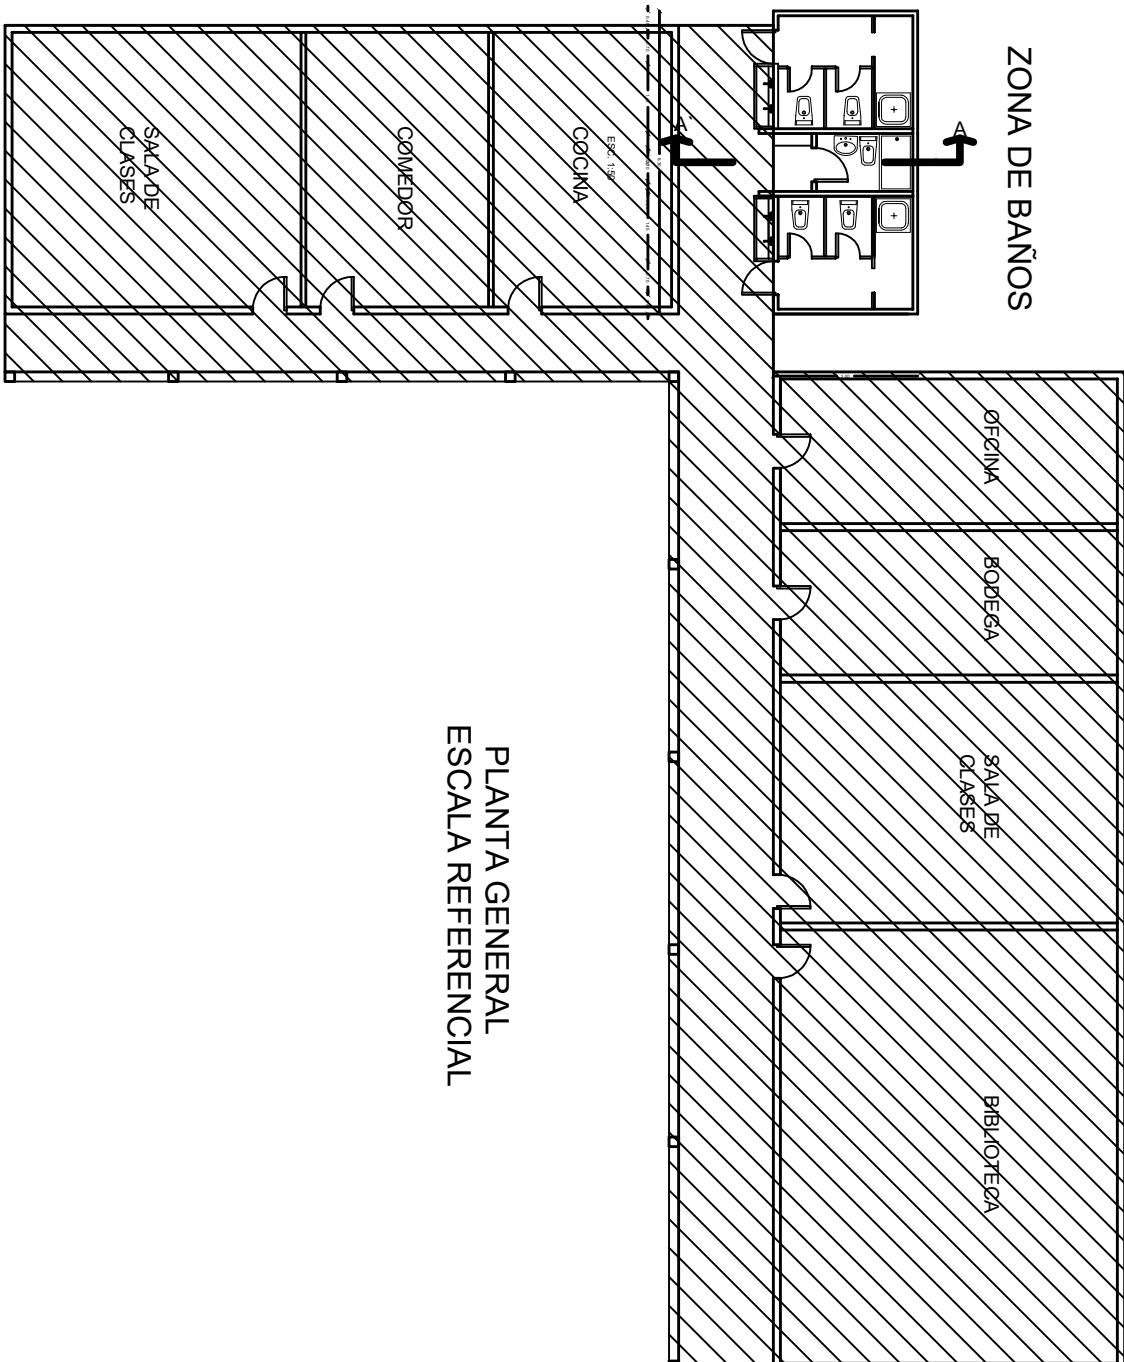 ZONA DE BAÑOS
A
A´
ESC. 1:50
COCINA
COMEDOR
SALA DE
CLASES
OFCINA
BODEGA
SALA DE
CLASES
BIBLIOTECA
PLANTA GENERAL
ESCALA REFERENCIAL